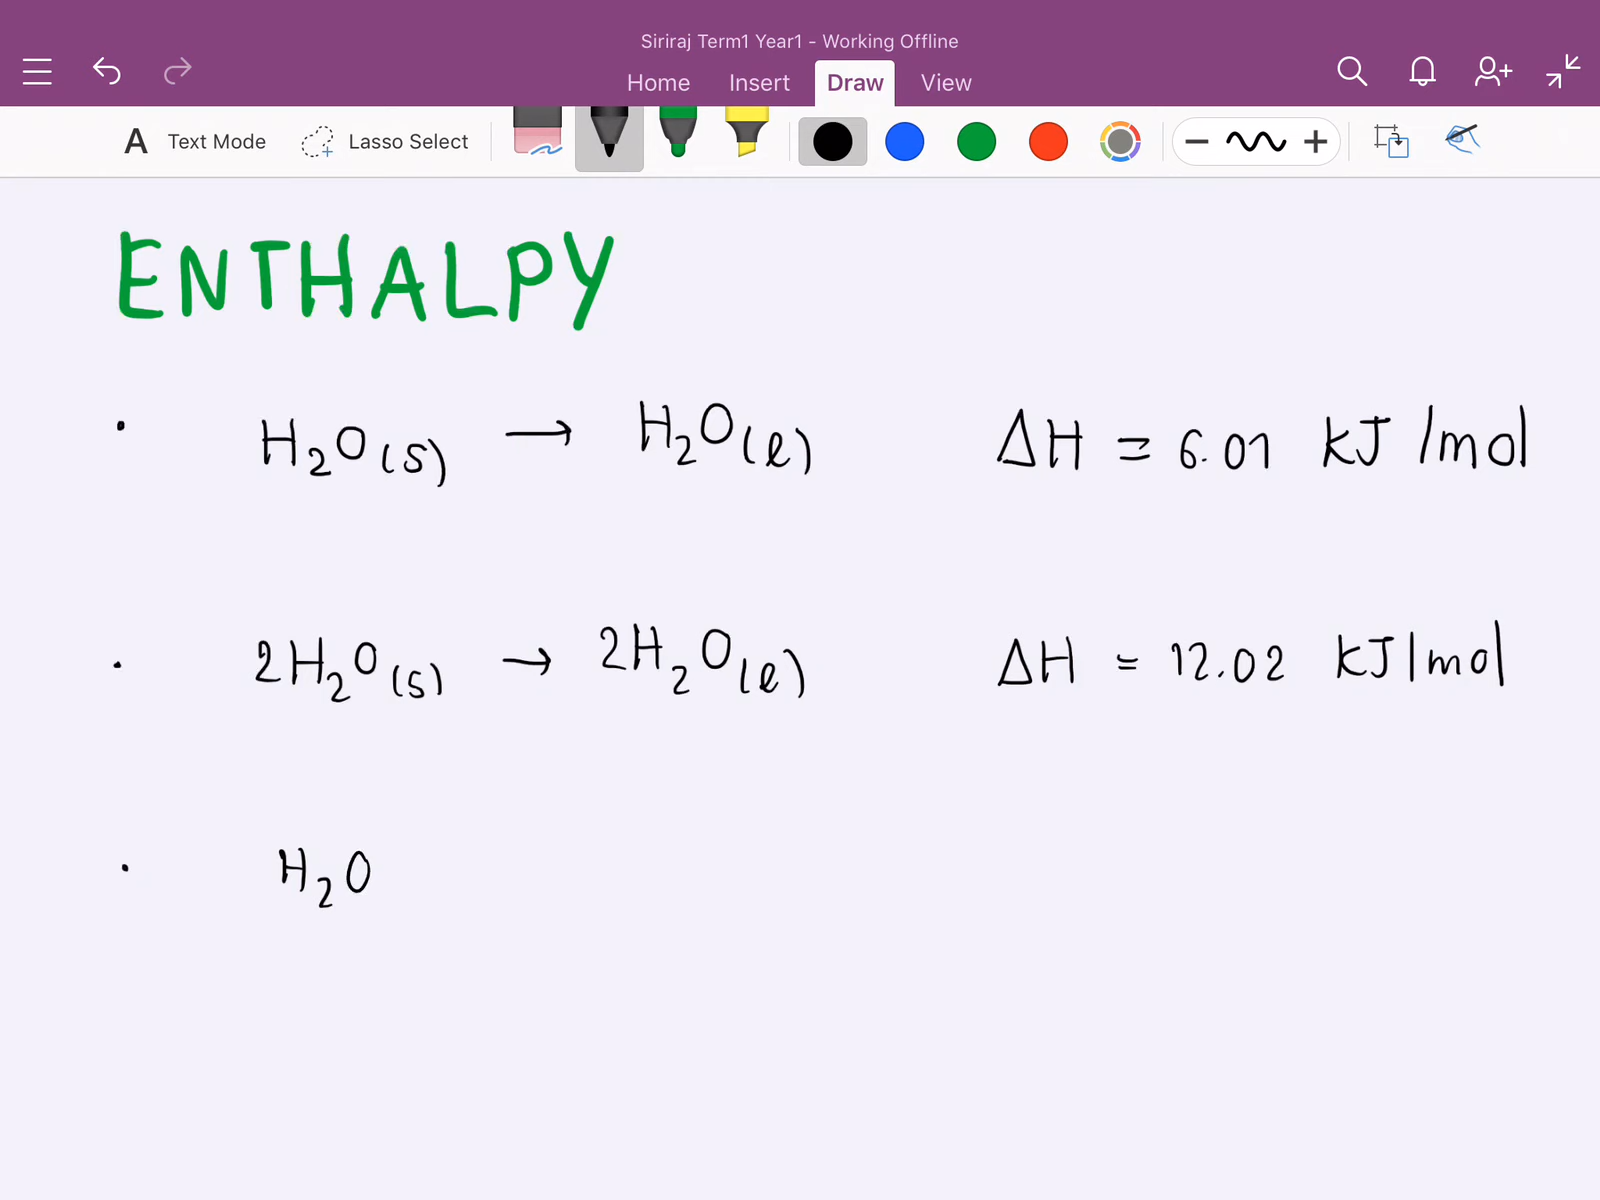 Siriraj Term1 Year1 - Working Offline
Home Insert Draw View
A Text Mode Lasso Select
ENTHALPY
· H₂O(s) → H₂O(l) ΔH = 6.01 kJ/mol
· 2H₂O(s) → 2H₂O(l) ΔH = 12.02 kJ/mol
· H₂O